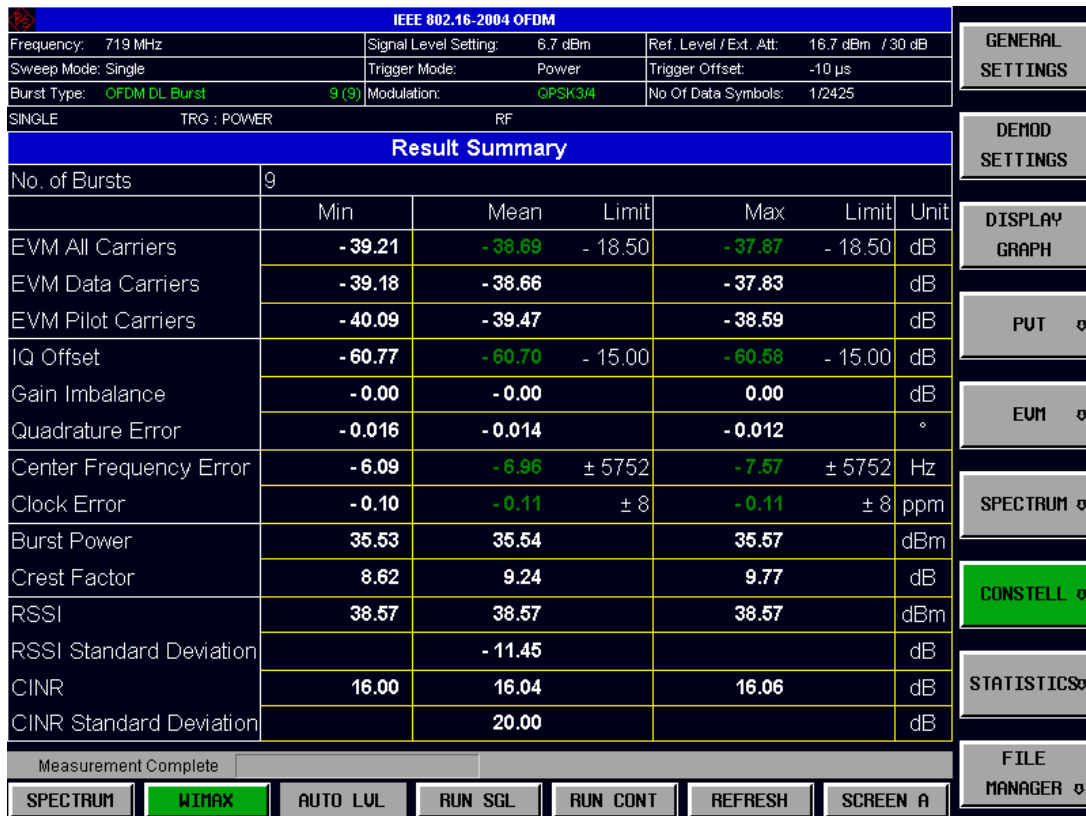 IEEE 802.16-2004 OFDM
Frequency: 719 MHz Signal Level Setting: 6.7 dBm Ref. Level / Ext. Att: 16.7 dBm / 30 dB
Sweep Mode: Single Trigger Mode: Power Trigger Offset: -10 µs
Burst Type: OFDM DL Burst 9 (9) Modulation: QPSK3/4 No Of Data Symbols: 1/2425
SINGLE TRG : POWER RF
Result Summary
No. of Bursts 9
Min Mean Limit Max Limit Unit
EVM All Carriers - 39.21 - 38.69 - 18.50 - 37.87 - 18.50 dB
EVM Data Carriers - 39.18 - 38.66 - 37.83 dB
EVM Pilot Carriers - 40.09 - 39.47 - 38.59 dB
IQ Offset - 60.77 - 60.70 - 15.00 - 60.58 - 15.00 dB
Gain Imbalance - 0.00 - 0.00 0.00 dB
Quadrature Error - 0.016 - 0.014 - 0.012 °
Center Frequency Error - 6.09 - 6.96 ± 5752 - 7.57 ± 5752 Hz
Clock Error - 0.10 - 0.11 ± 8 - 0.11 ± 8 ppm
Burst Power 35.53 35.54 35.57 dBm
Crest Factor 8.62 9.24 9.77 dB
RSSI 38.57 38.57 38.57 dBm
RSSI Standard Deviation - 11.45 dB
CINR 16.00 16.04 16.06 dB
CINR Standard Deviation 20.00 dB
Measurement Complete
SPECTRUM WIMAX AUTO LVL RUN SGL RUN CONT REFRESH SCREEN A
GENERAL
SETTINGS
DEMOD
SETTINGS
DISPLAY
GRAPH
PVT
EVM
SPECTRUM
CONSTELL
STATISTICS
FILE
MANAGER